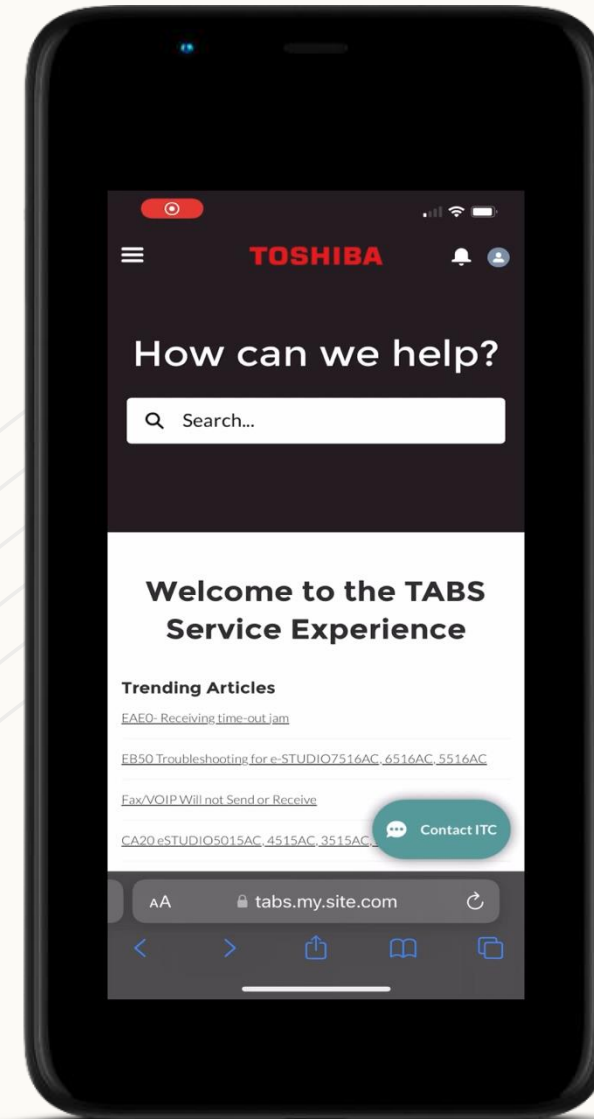 TOSHIBA
How can we help?
Search...
Welcome to the TABS
Service Experience
Trending Articles
EAE0- Receiving time-out jam
EB50 Troubleshooting for e-STUDIO7516AC, 6516AC, 5516AC
Fax/VOIP Will not Send or Receive
CA20 eSTUDIO5015AC, 4515AC, 3515AC,
Contact ITC
AA
tabs.my.site.com